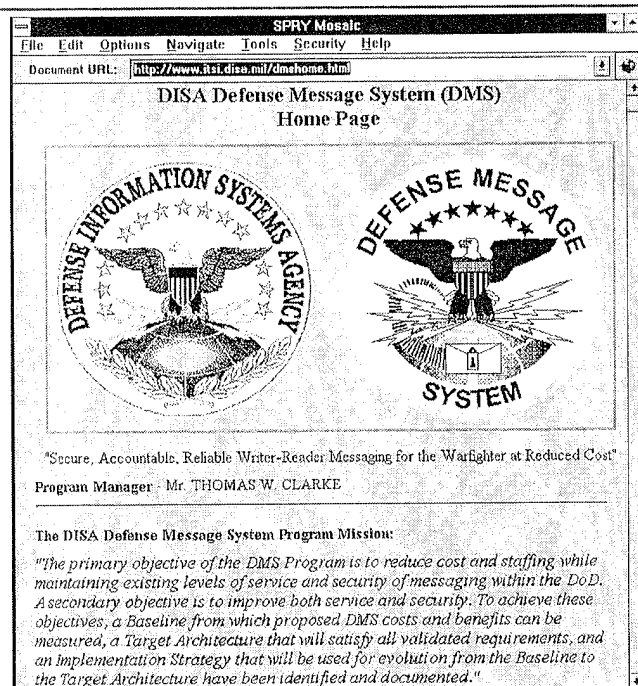 SPRY Mosaic
File Edit Options Navigate Tools Security Help
Document URL: http://www.itsi.disa.mil/dmshome.html
DISA Defense Message System (DMS)
Home Page
DEFENSE INFORMATION SYSTEMS AGENCY
DEFENSE MESSAGE
SYSTEM
"Secure, Accountable, Reliable Writer-Reader Messaging for the Warfighter at Reduced Cost"
Program Manager - Mr. THOMAS W. CLARKE
The DISA Defense Message System Program Mission:
"The primary objective of the DMS Program is to reduce cost and staffing while
maintaining existing levels of service and security of messaging within the DoD.
A secondary objective is to improve both service and security. To achieve these
objectives, a Baseline from which proposed DMS costs and benefits can be
measured, a Target Architecture that will satisfy all validated requirements, and
an Implementation Strategy that will be used for evolution from the Baseline to
the Target Architecture have been identified and documented."